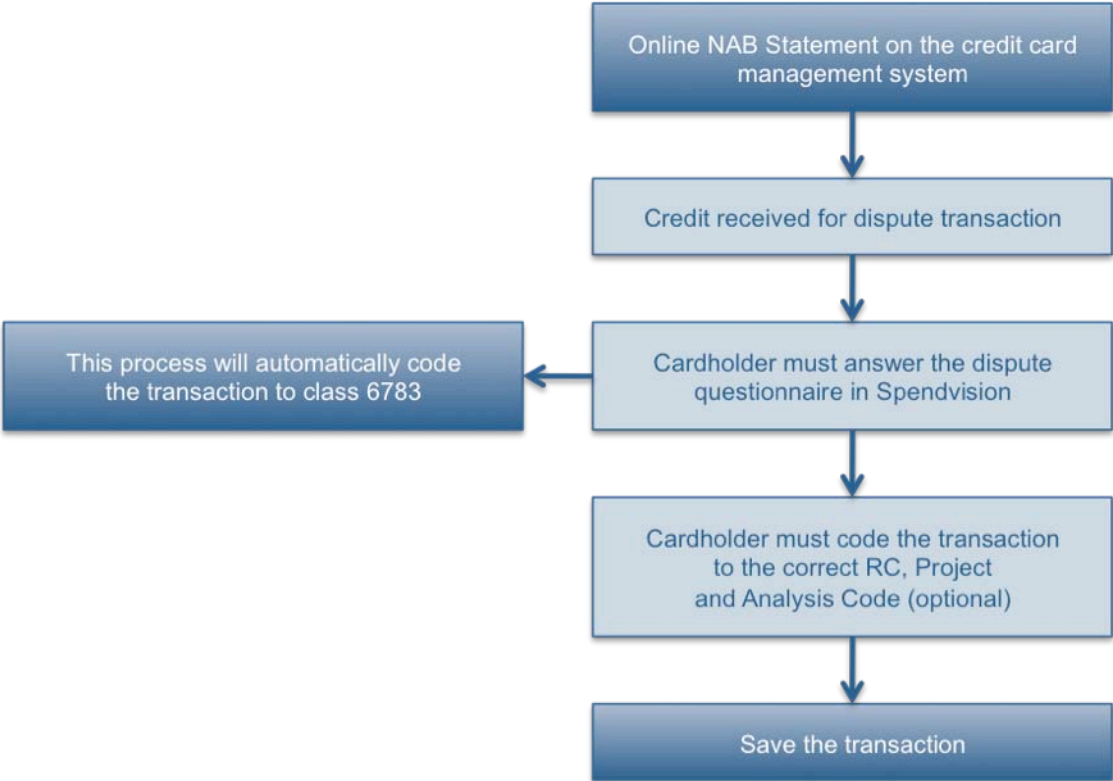 Online NAB Statement on the credit card
management system
Credit received for dispute transaction
This process will automatically code
the transaction to class 6783
Cardholder must answer the dispute
questionnaire in Spendvision
Cardholder must code the transaction
to the correct RC, Project
and Analysis Code (optional)
Save the transaction